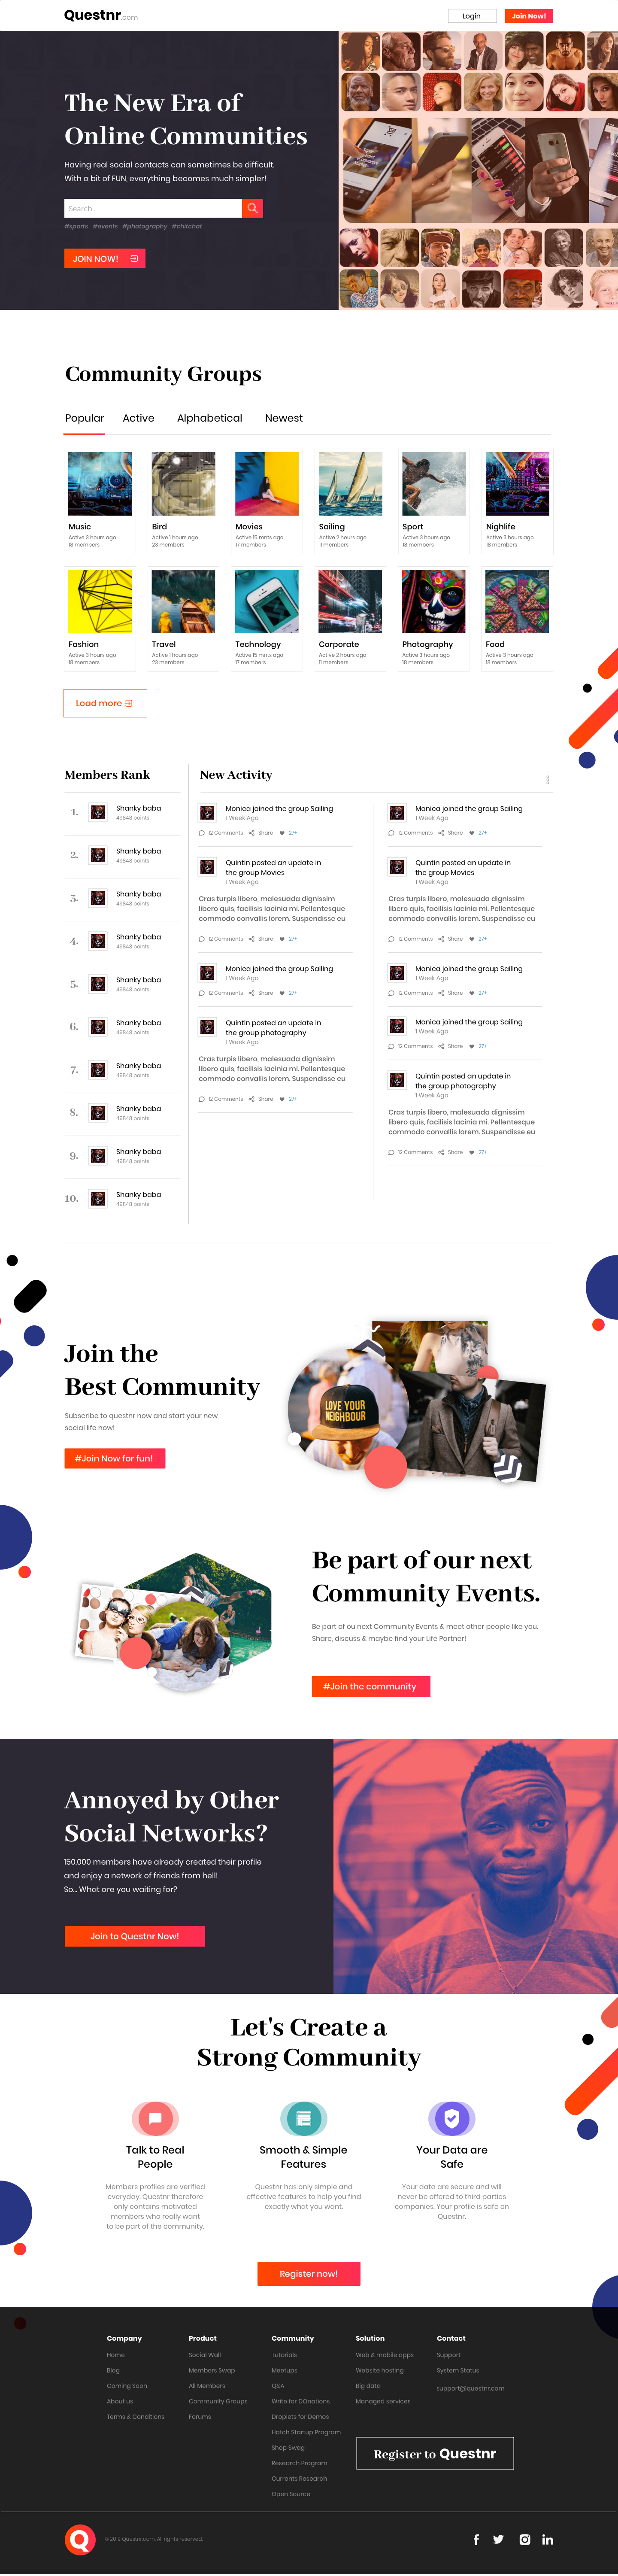 Questnr.com
Login
Join Now!
The New Era of
Online Communities
Having real social contacts can sometimes be difficult.
With a bit of FUN, everything becomes much simpler!
Search...
#sports #events #photography #chitchat
JOIN NOW!
Community Groups
Popular Active Alphabetical Newest
Music
Active 3 hours ago
18 members
Bird
Active 1 hours ago
23 members
Movies
Active 15 mnts ago
17 members
Sailing
Active 2 hours ago
11 members
Sport
Active 3 hours ago
18 members
Nighlife
Active 3 hours ago
18 members
Fashion
Active 3 hours ago
18 members
Travel
Active 1 hours ago
23 members
Technology
Active 15 mnts ago
17 members
Corporate
Active 2 hours ago
11 members
Photography
Active 3 hours ago
18 members
Food
Active 3 hours ago
18 members
Load more
Members Rank
1. Shanky baba
45848 points
2. Shanky baba
45848 points
3. Shanky baba
45848 points
4. Shanky baba
45848 points
5. Shanky baba
45848 points
6. Shanky baba
45848 points
7. Shanky baba
45848 points
8. Shanky baba
45848 points
9. Shanky baba
45848 points
10. Shanky baba
45848 points
New Activity
Monica joined the group Sailing
1 Week Ago
12 Comments Share 27+
Quintin posted an update in
the group Movies
1 Week Ago
Cras turpis libero, malesuada dignissim
libero quis, facilisis lacinia mi. Pellentesque
commodo convallis lorem. Suspendisse eu
12 Comments Share 27+
Monica joined the group Sailing
1 Week Ago
12 Comments Share 27+
Quintin posted an update in
the group photography
1 Week Ago
Cras turpis libero, malesuada dignissim
libero quis, facilisis lacinia mi. Pellentesque
commodo convallis lorem. Suspendisse eu
12 Comments Share 27+
Monica joined the group Sailing
1 Week Ago
12 Comments Share 27+
Quintin posted an update in
the group Movies
1 Week Ago
Cras turpis libero, malesuada dignissim
libero quis, facilisis lacinia mi. Pellentesque
commodo convallis lorem. Suspendisse eu
12 Comments Share 27+
Monica joined the group Sailing
1 Week Ago
12 Comments Share 27+
Monica joined the group Sailing
1 Week Ago
12 Comments Share 27+
Quintin posted an update in
the group photography
1 Week Ago
Cras turpis libero, malesuada dignissim
libero quis, facilisis lacinia mi. Pellentesque
commodo convallis lorem. Suspendisse eu
12 Comments Share 27+
Join the
Best Community
Subscribe to questnr now and start your new
social life now!
#Join Now for fun!
LOVE YOUR
NEIGHBOUR
Be part of our next
Community Events.
Be part of ou next Community Events & meet other people like you.
Share, discuss & maybe find your Life Partner!
#Join the community
Annoyed by Other
Social Networks?
150.000 members have already created their profile
and enjoy a network of friends from hell!
So... What are you waiting for?
Join to Questnr Now!
Let's Create a
Strong Community
Talk to Real
People
Members profiles are verified
everyday. Questnr therefore
only contains motivated
members who really want
to be part of the community.
Smooth & Simple
Features
Questnr has only simple and
effective features to help you find
exactly what you want.
Your Data are
Safe
Your data are secure and will
never be offered to third parties
companies. Your profile is safe on
Questnr.
Register now!
Company
Home
Blog
Coming Soon
About us
Terms & Conditions
Product
Social Wall
Members Swap
All Members
Community Groups
Forums
Community
Tutorials
Meetups
Q&A
Write for DOnations
Droplets for Demos
Hatch Startup Program
Shop Swag
Research Program
Currents Research
Open Source
Solution
Web & mobile apps
Website hosting
Big data
Managed services
Contact
Support
System Status
support@questnr.com
Register to Questnr
Q
© 2019 Questnr.com, All rights reserved.